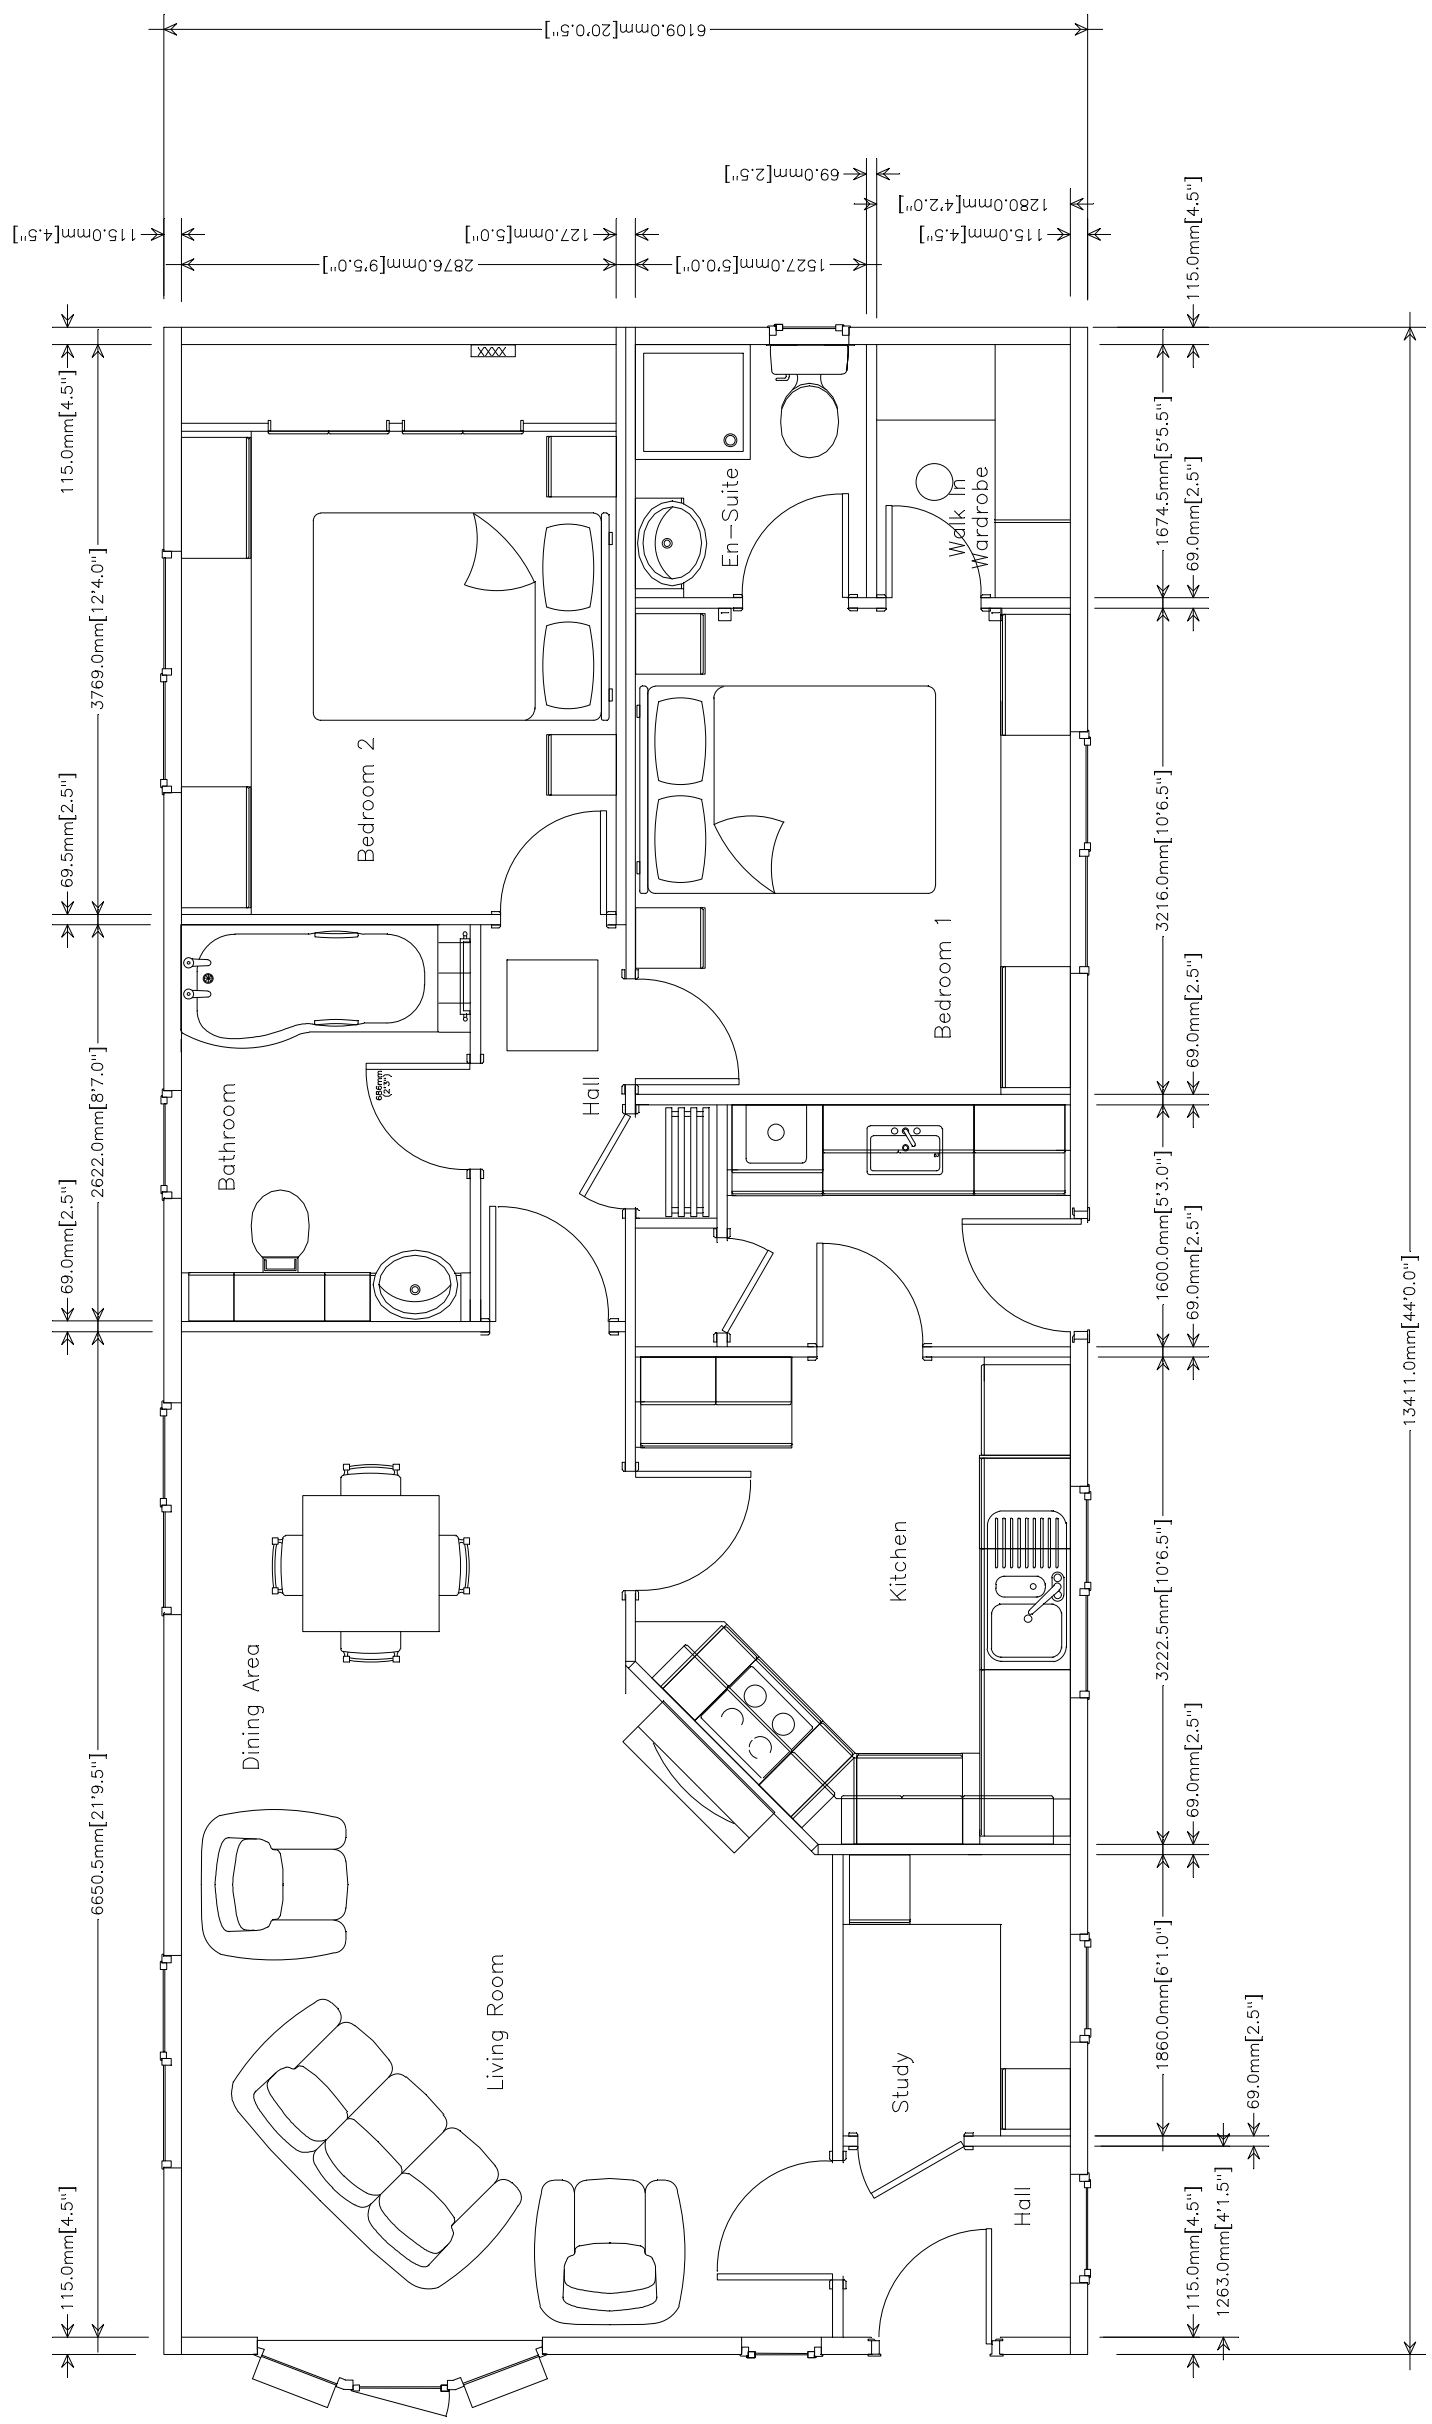 6109.0mm[20'0.5"]
69.0mm[2.5"]
1280.0mm[4'2.0"]
115.0mm[4.5"]
127.0mm[5.0"]
115.0mm[4.5"]
2876.0mm[9'5.0"]
1527.0mm[5'0.0"]
115.0mm[4.5"]
115.0mm[4.5"]
3769.0mm[12'4.0"]
69.5mm[2.5"]
2622.0mm[8'7.0"]
69.0mm[2.5"]
6650.5mm[21'9.5"]
115.0mm[4.5"]
XXXX
En-Suite
Walk In
Wardrobe
1
1
Bedroom 2
Bedroom 1
Bathroom
686mm
(2'3")
Hall
Kitchen
Dining Area
Living Room
Study
Hall
1674.5mm[5'5.5"]
69.0mm[2.5"]
3216.0mm[10'6.5"]
69.0mm[2.5"]
1600.0mm[5'3.0"]
69.0mm[2.5"]
3222.5mm[10'6.5"]
69.0mm[2.5"]
1860.0mm[6'1.0"]
69.0mm[2.5"]
115.0mm[4.5"]
1263.0mm[4'1.5"]
13411.0mm[44'0.0"]